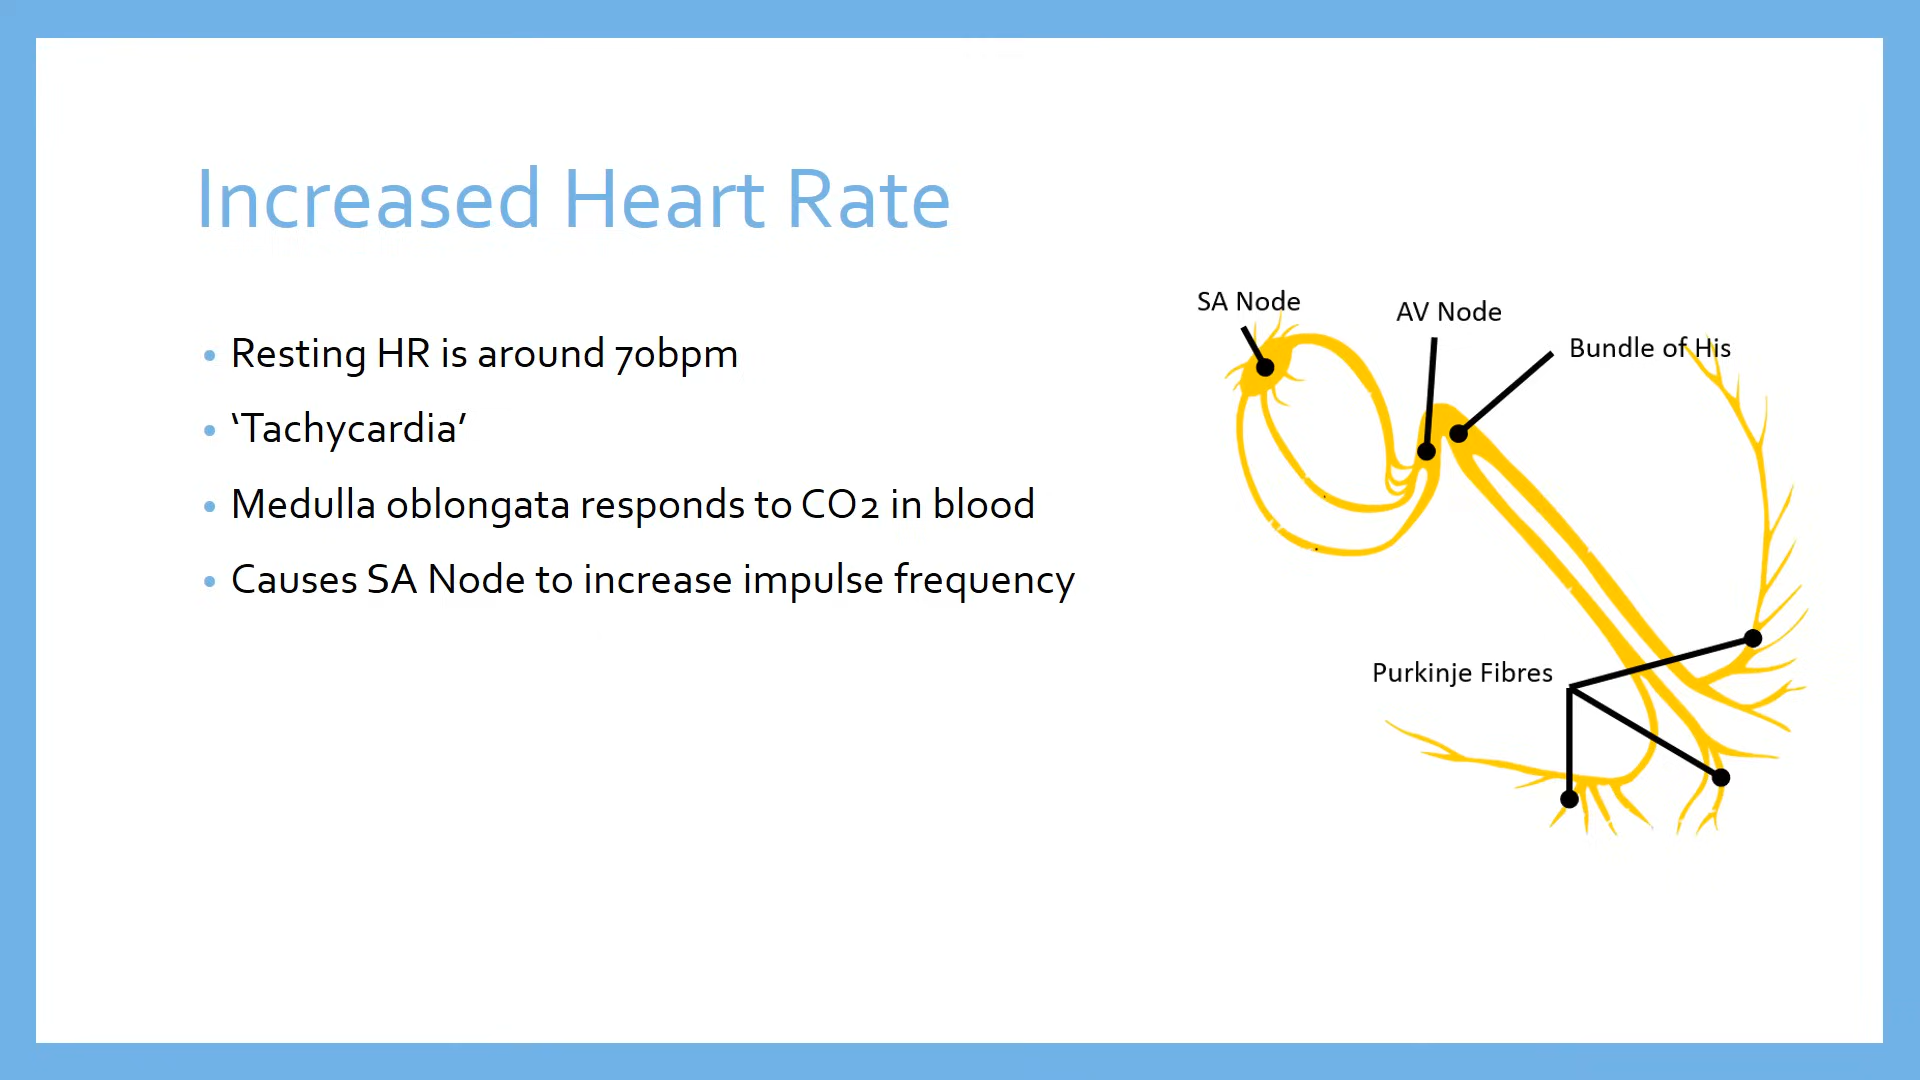 Increased Heart Rate
• Resting HR is around 70bpm
• ‘Tachycardia’
• Medulla oblongata responds to CO2 in blood
• Causes SA Node to increase impulse frequency
SA Node
AV Node
Bundle of His
Purkinje Fibres